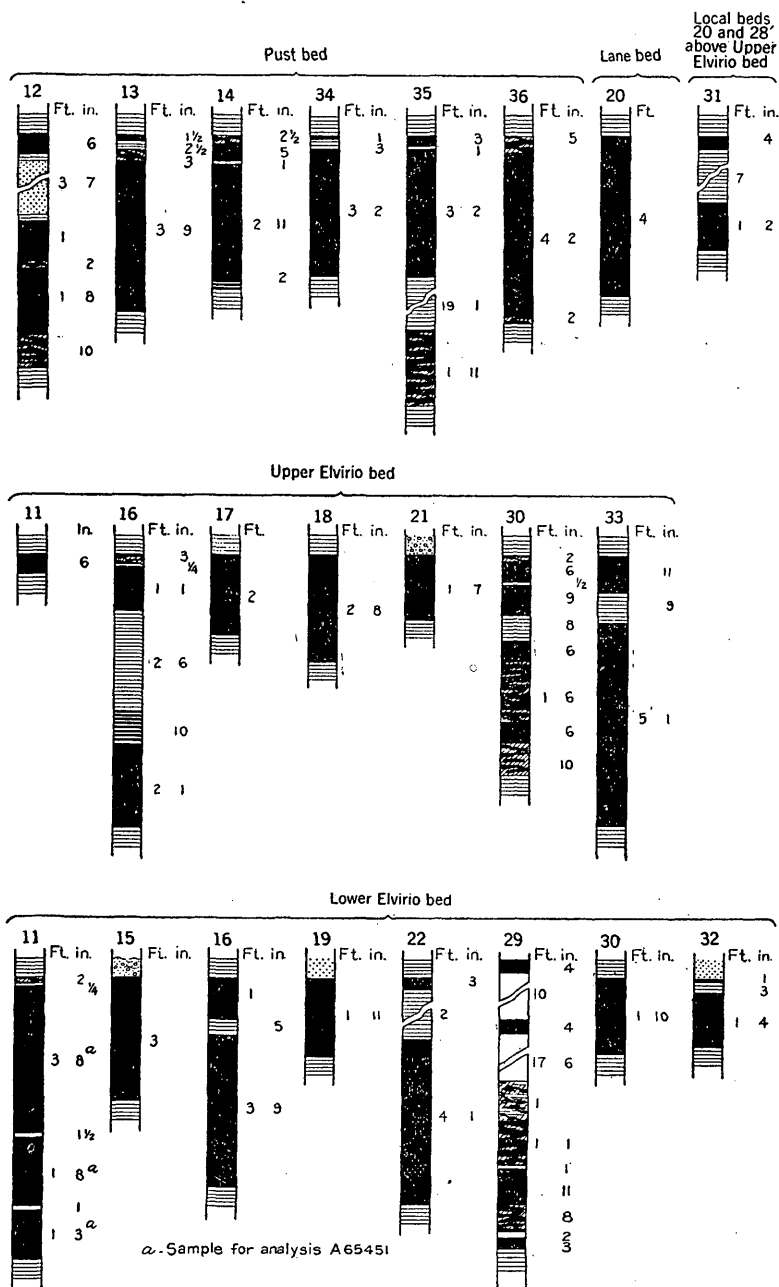 Local beds
20 and 28′
above Upper
Elvirio bed
Pust bed
Lane bed
12 13 14 34 35 36 20 31
Ft. in. Ft. in. Ft. in. Ft. in. Ft. in. Ft. in. Ft. Ft. in.
6 1½ 2½ 1 3 5 4
2½ 5 3 1
3 1
3 7 7
3 9 2 11 3 2 3 2 4 2 4 1 2
1
2
1 8 2 19 1 2
10 1 11
Upper Elvirio bed
11 16 17 18 21 30 33
In. Ft. in. Ft. Ft. in. Ft. in. Ft. in. Ft. in.
6 3 2 11
¼ 6
1 1 2 2 8 1 7 ½ 9
9
8
2 6 6
1 6
10 6 5 1
2 1 10
Lower Elvirio bed
11 15 16 19 22 29 30 32
Ft. in. Ft. in. Ft. in. Ft. in. Ft. in. Ft. in. Ft. in. Ft. in.
2 1 3 4 1
¼ 10 3
3 8a 3 5 1 11 2 4 1 10 1 4
17 6
3 9 4 1 1
1½ 1 1
1 8a 1
11
1 8
1 3a 2
3
a-Sample for analysis A65451